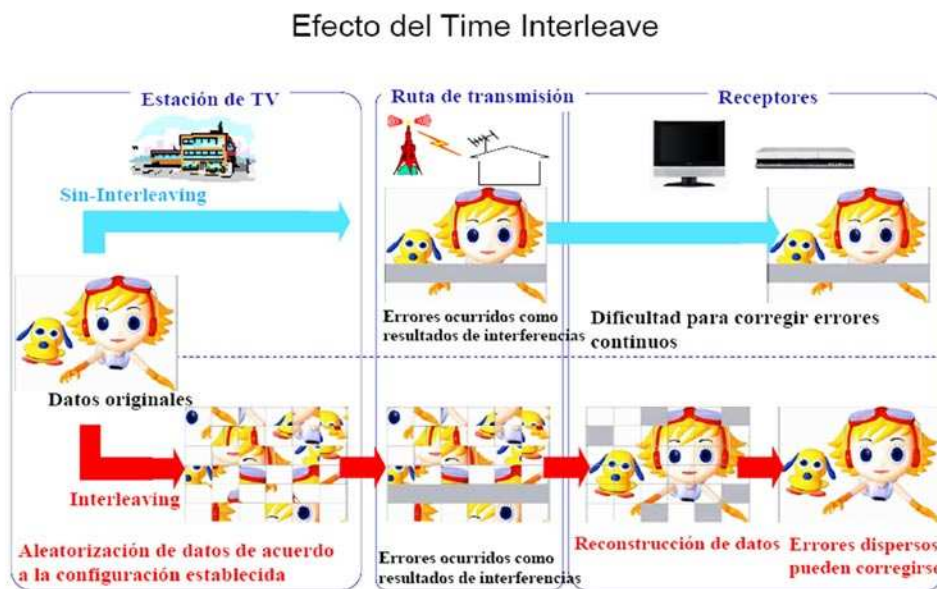 Efecto del Time Interleave
Estación de TV
Ruta de transmisión
Receptores
Sin-Interleaving
Errores ocurridos como
resultados de interferencias
Dificultad para corregir errores
continuos
Datos originales
Interleaving
Aleatorización de datos de acuerdo
a la configuración establecida
Errores ocurridos como
resultados de interferencias
Reconstrucción de datos
Errores dispersos
pueden corregirse